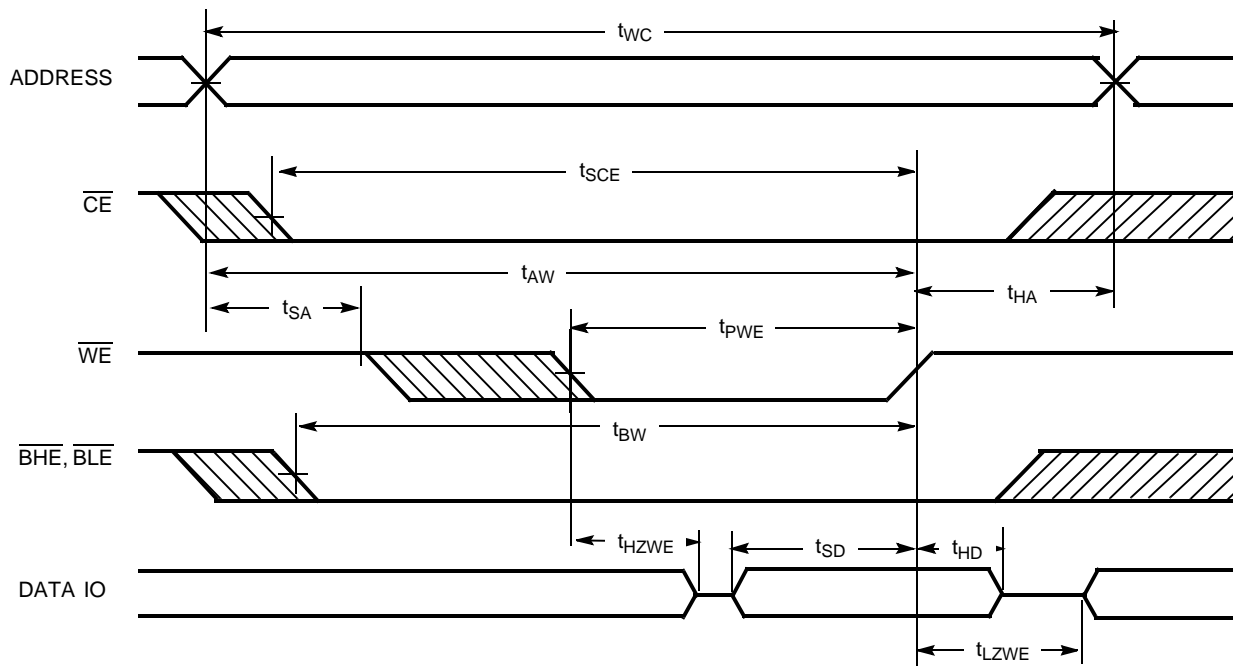 tWC
ADDRESS
tSCE
CE
tAW
tSA
tHA
tPWE
WE
tBW
BHE, BLE
tHZWE
tSD
tHD
DATA IO
tLZWE